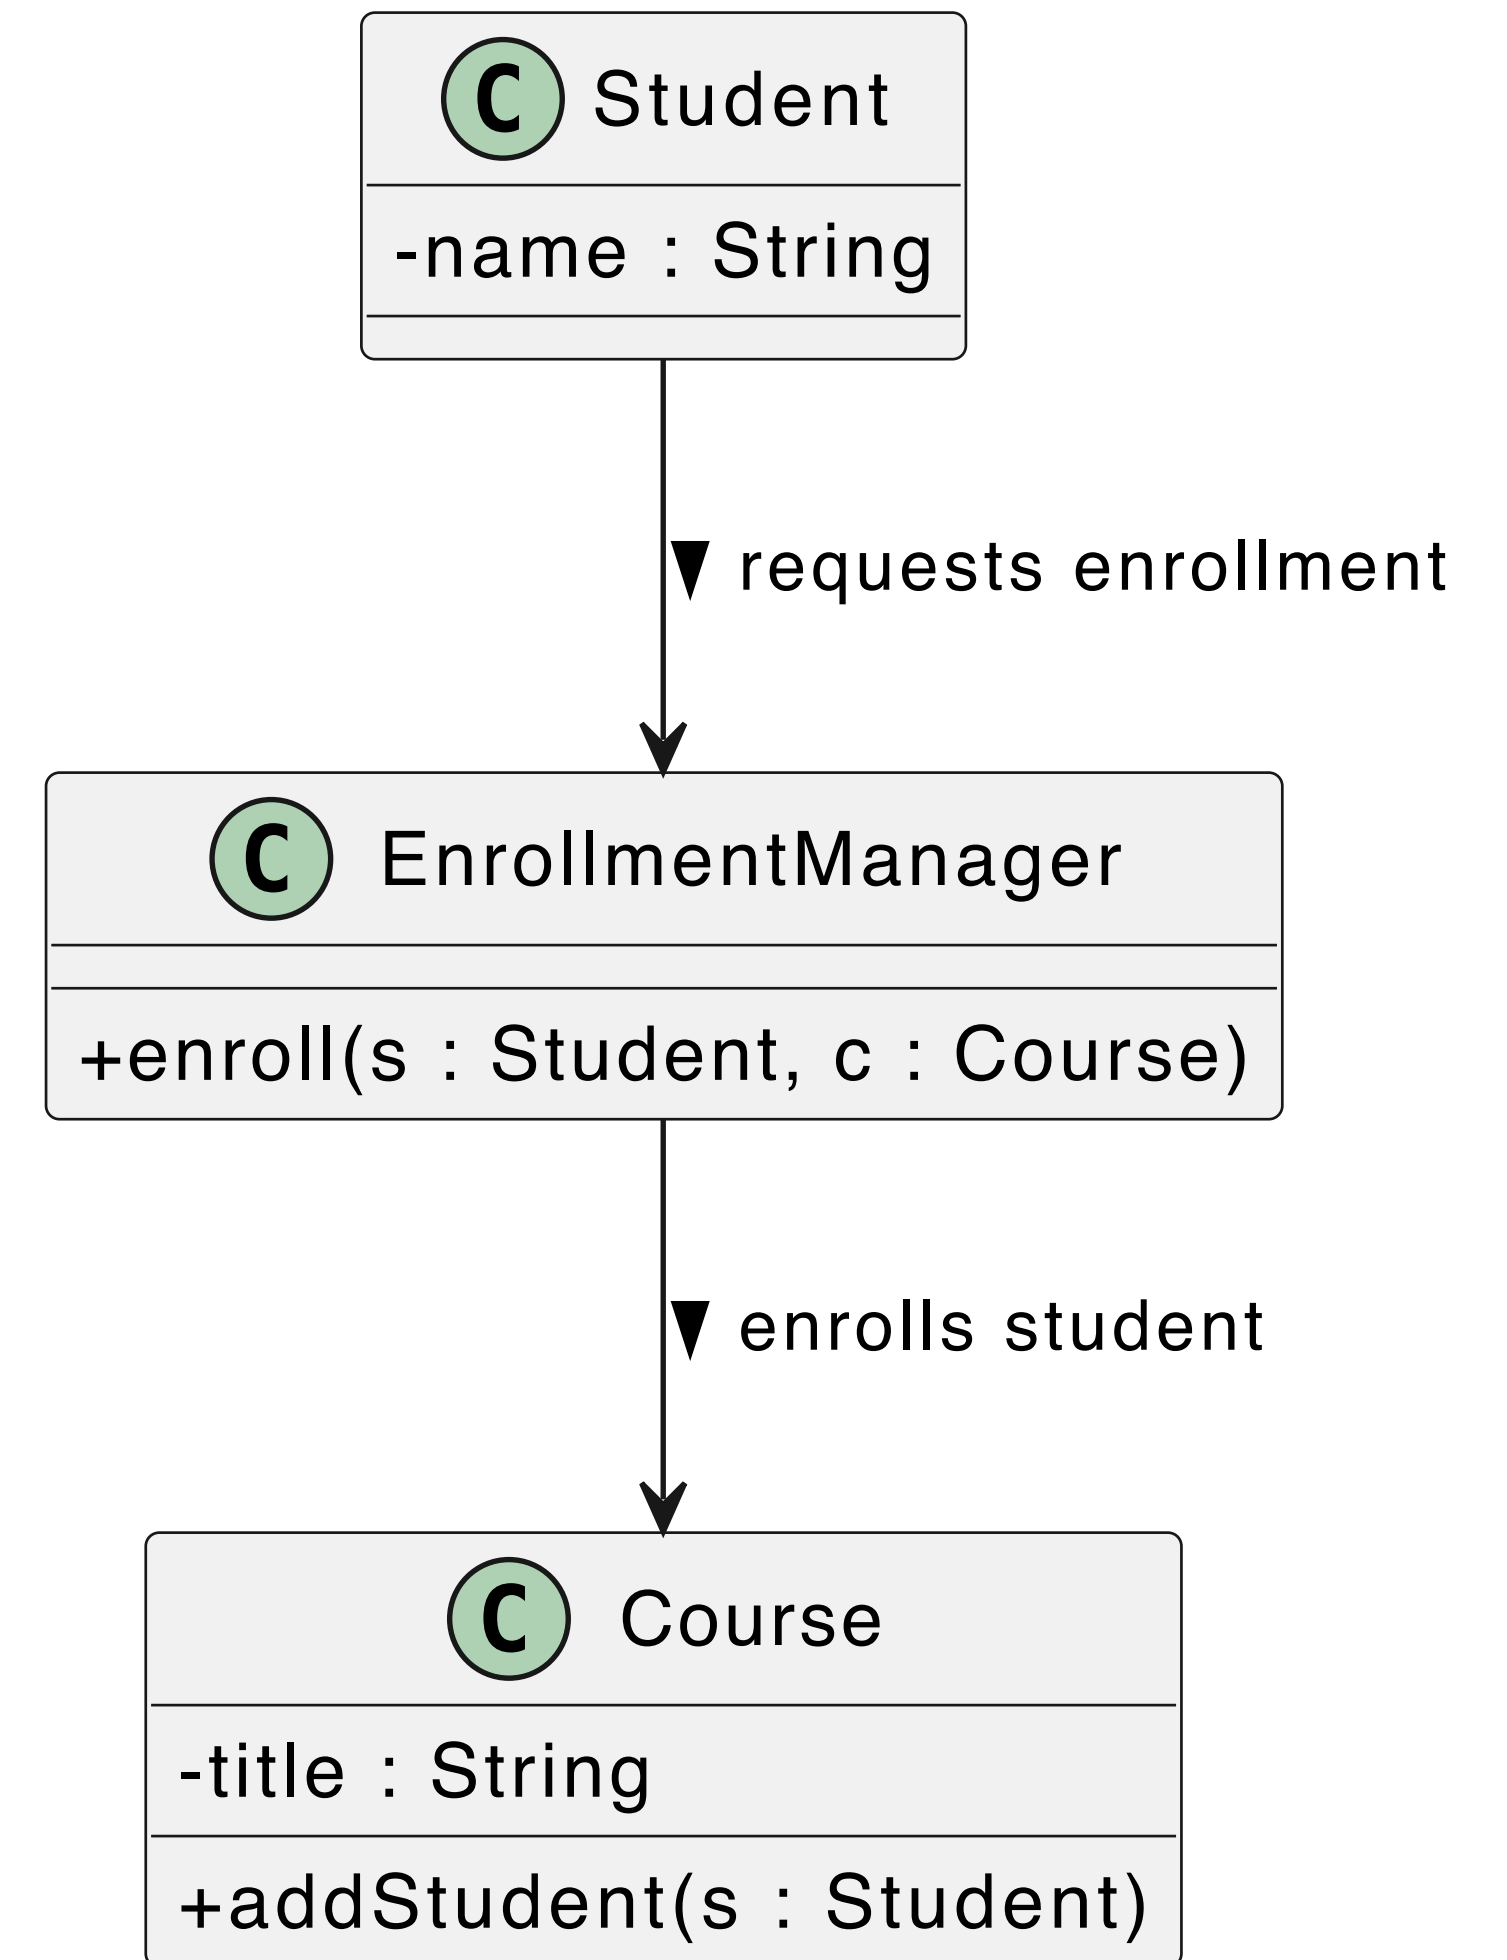 C Student
-name : String
requests enrollment
C EnrollmentManager
+enroll(s : Student, c : Course)
enrolls student
C Course
-title : String
+addStudent(s : Student)